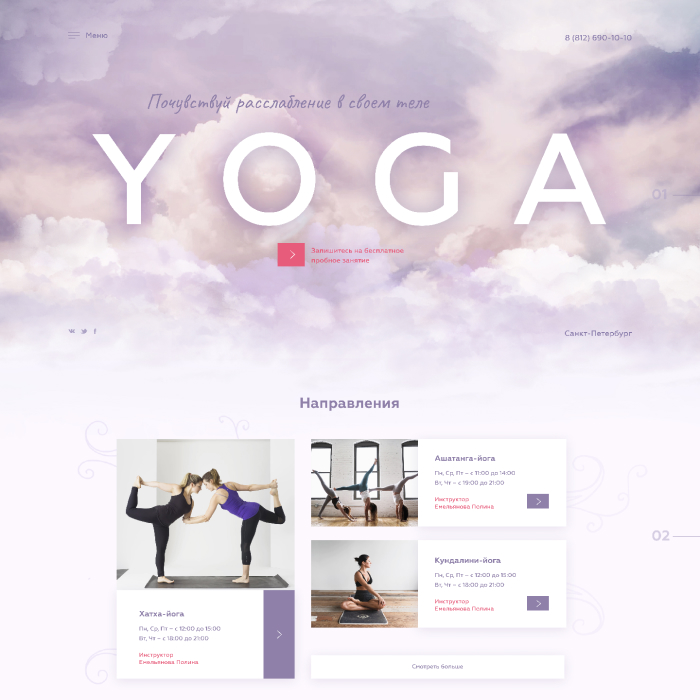 Меню
8 (812) 690-10-10
Почувствуй расслабление в своем теле
YOGA
01
Запишитесь на бесплатное
пробное занятие
Санкт-Петербург
Направления
Ашатанга-йога
Пн, Ср, Пт – с 11:00 до 14:00
Вт, Чт – с 19:00 до 21:00
Инструктор
Емельянова Полина
02
Кундалини-йога
Пн, Ср, Пт – с 12:00 до 15:00
Вт, Чт – с 18:00 до 21:00
Инструктор
Емельянова Полина
Хатха-йога
Пн, Ср, Пт – с 12:00 до 15:00
Вт, Чт – с 18:00 до 21:00
Инструктор
Емельянова Полина
Смотреть больше